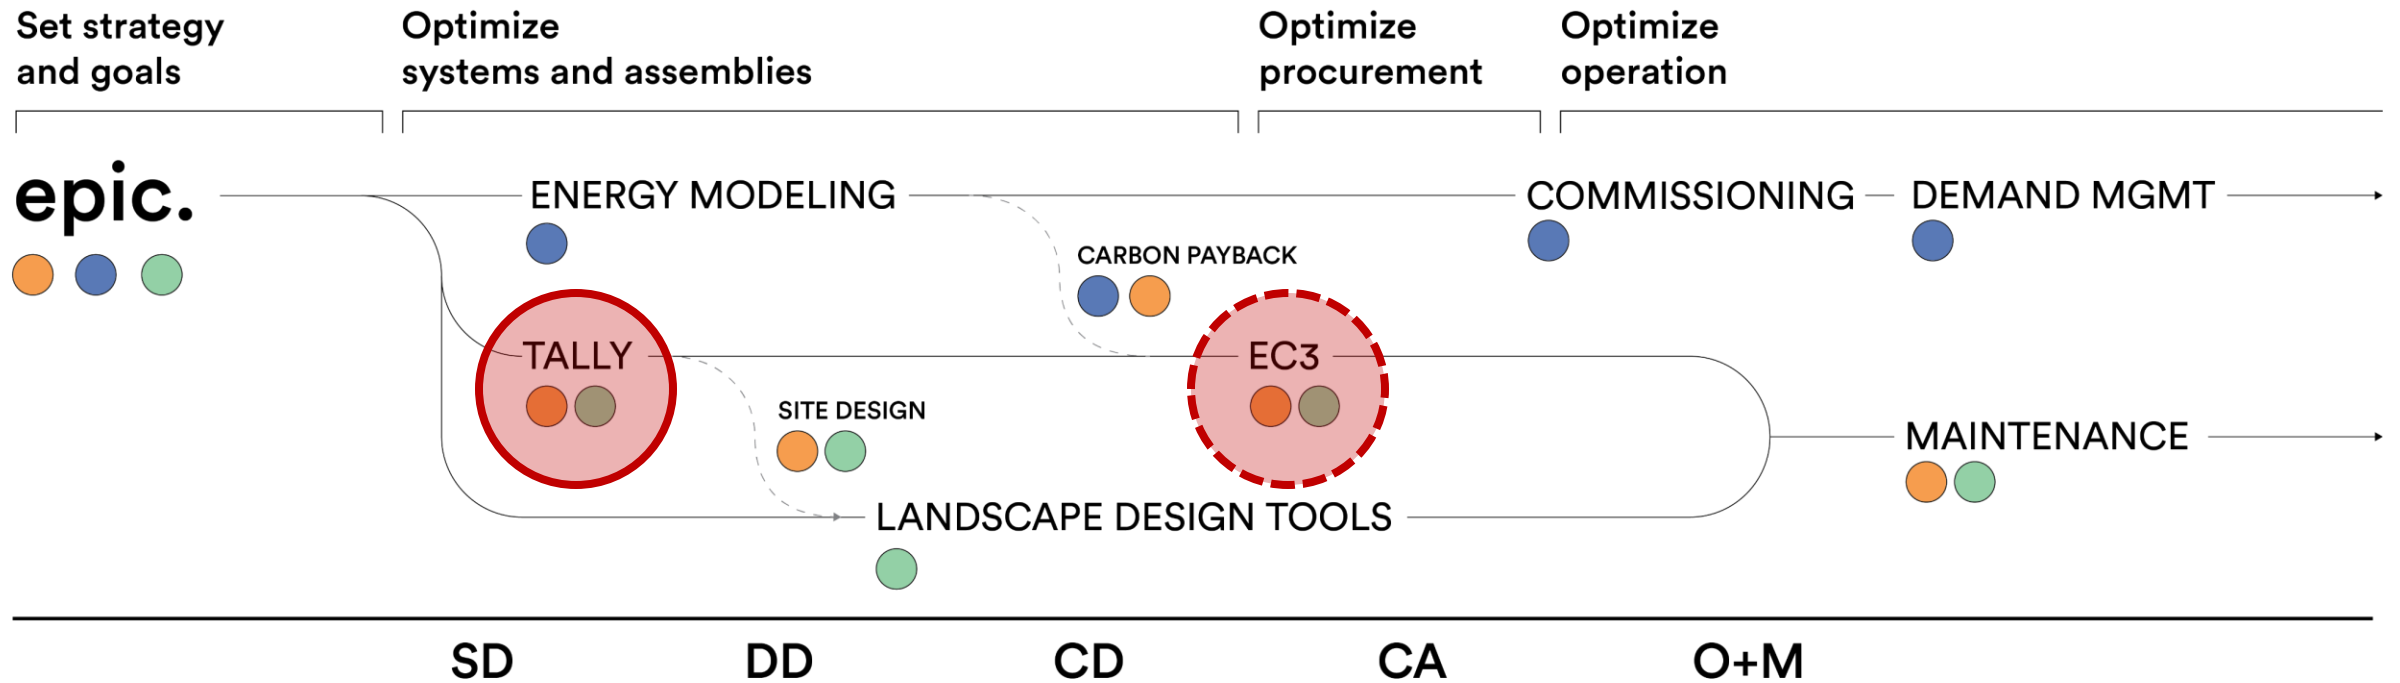 Set strategy
and goals
Optimize
systems and assemblies
Optimize
procurement
Optimize
operation
epic.
ENERGY MODELING
COMMISSIONING
DEMAND MGMT
CARBON PAYBACK
TALLY
EC3
SITE DESIGN
MAINTENANCE
LANDSCAPE DESIGN TOOLS
SD
DD
CD
CA
O+M